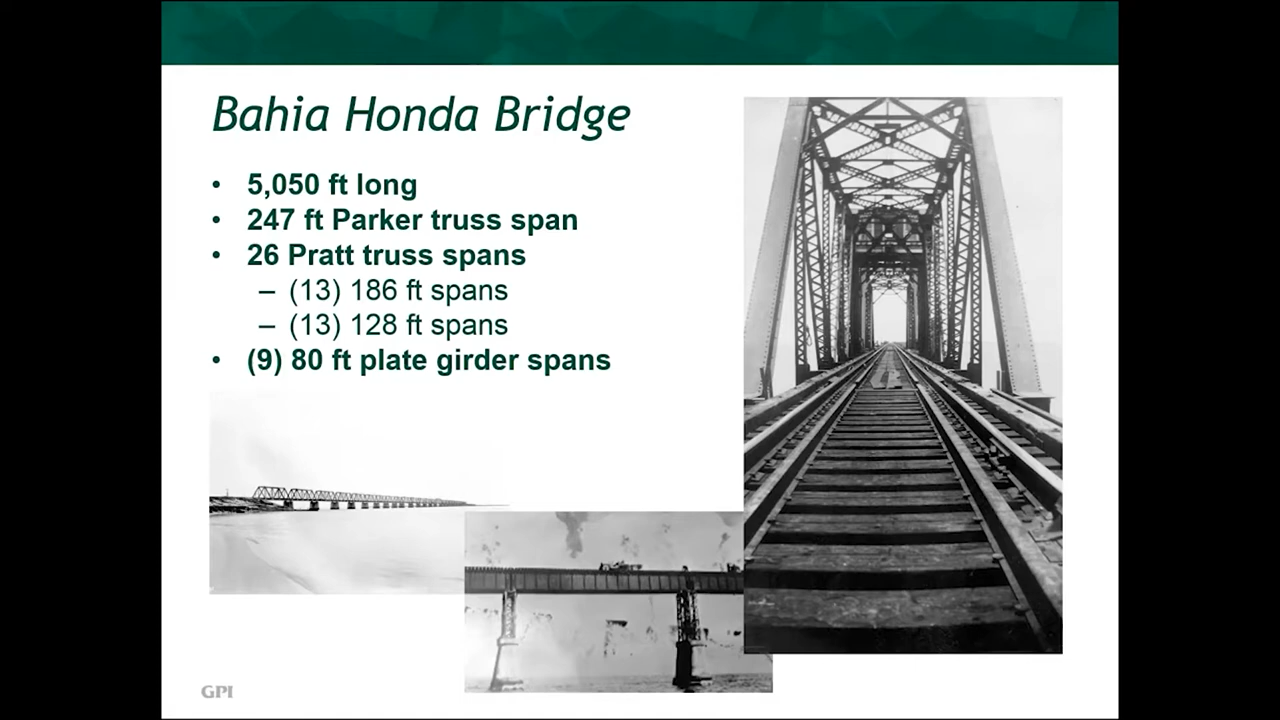 Bahia Honda Bridge
• 5,050 ft long
• 247 ft Parker truss span
• 26 Pratt truss spans
– (13) 186 ft spans
– (13) 128 ft spans
• (9) 80 ft plate girder spans
GPI